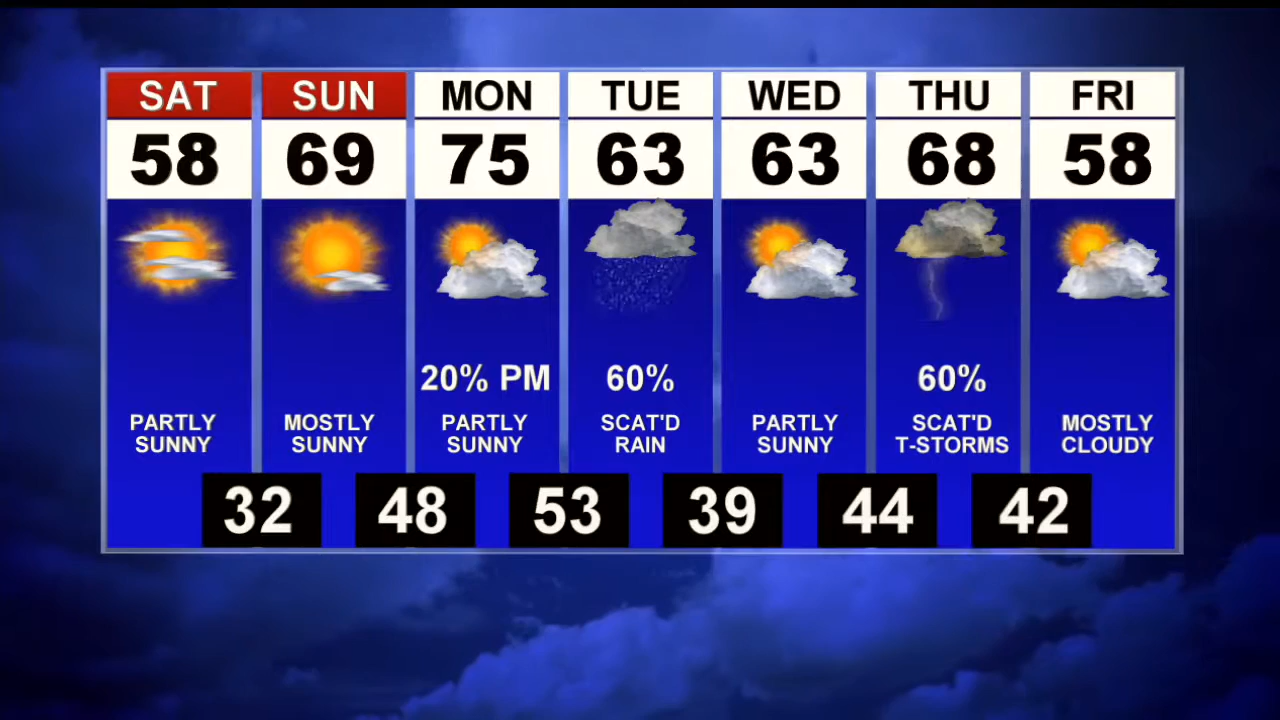 SAT SUN MON TUE WED THU FRI
58 69 75 63 63 68 58
20% PM 60% 60%
PARTLY SUNNY
MOSTLY SUNNY
PARTLY SUNNY
SCAT'D RAIN
PARTLY SUNNY
SCAT'D T-STORMS
MOSTLY CLOUDY
32 48 53 39 44 42